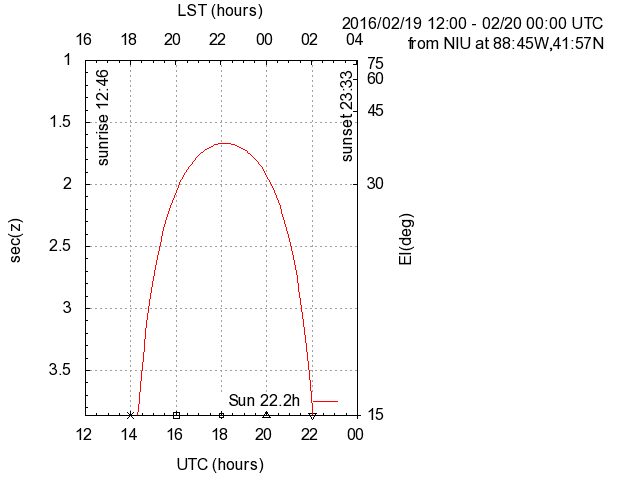 LST (hours)
2016/02/19 12:00 - 02/20 00:00 UTC
from NIU at 88:45W,41:57N
16 18 20 22 00 02 04
sunrise 12:46
sunset 23:33
1
1.5
2
2.5
3
3.5
sec(z)
75
60
45
30
15
El(deg)
Sun 22.2h
12 14 16 18 20 22 00
UTC (hours)